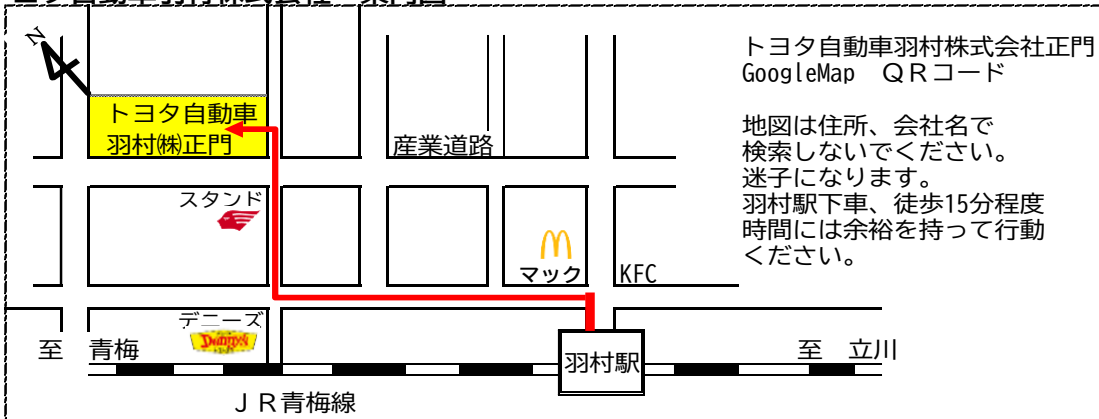 トヨタ自動車羽村株式会社正門
GoogleMap　ＱＲコード
地図は住所、会社名で
検索しないでください。
迷子になります。
羽村駅下車、徒歩15分程度
時間には余裕を持って行動
ください。
N
トヨタ自動車
羽村㈱正門
産業道路
スタンド
マック
KFC
デニーズ
Denny's
至　青梅
羽村駅
至　立川
ＪＲ青梅線